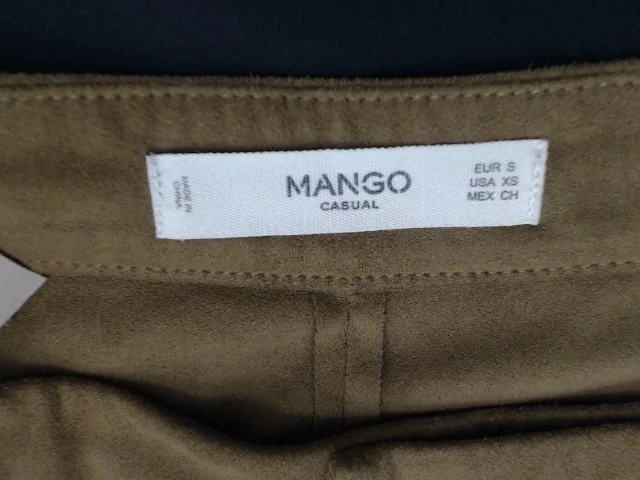 MADE IN
CHINA
MANGO
CASUAL
EUR S
USA XS
MEX CH